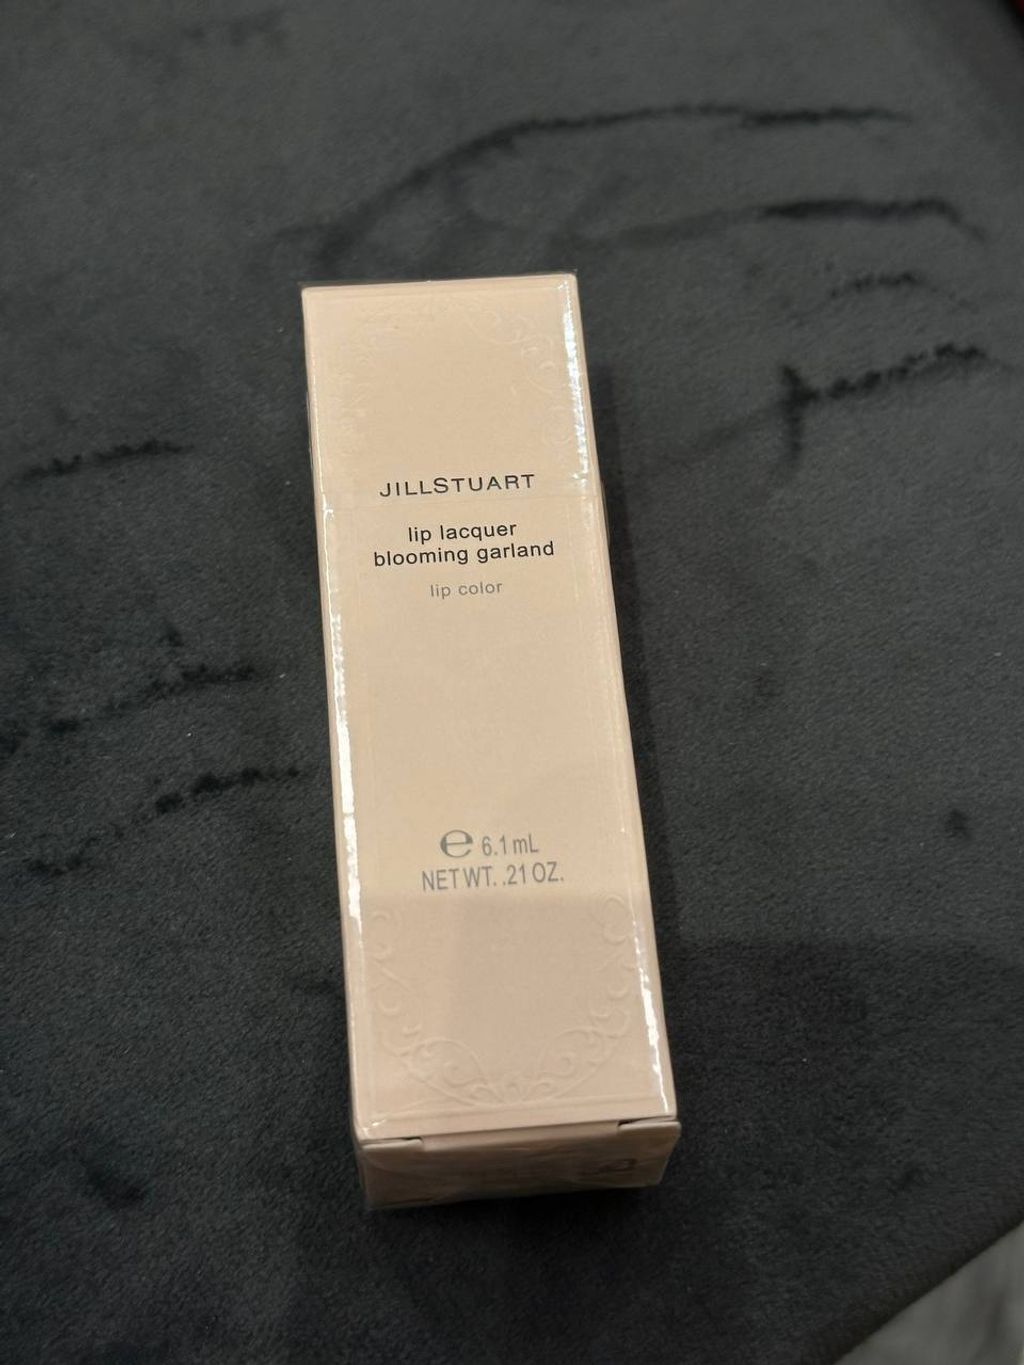 JILLSTUART
lip lacquer
blooming garland
lip color
℮ 6.1 mL
NET WT. .21 OZ.